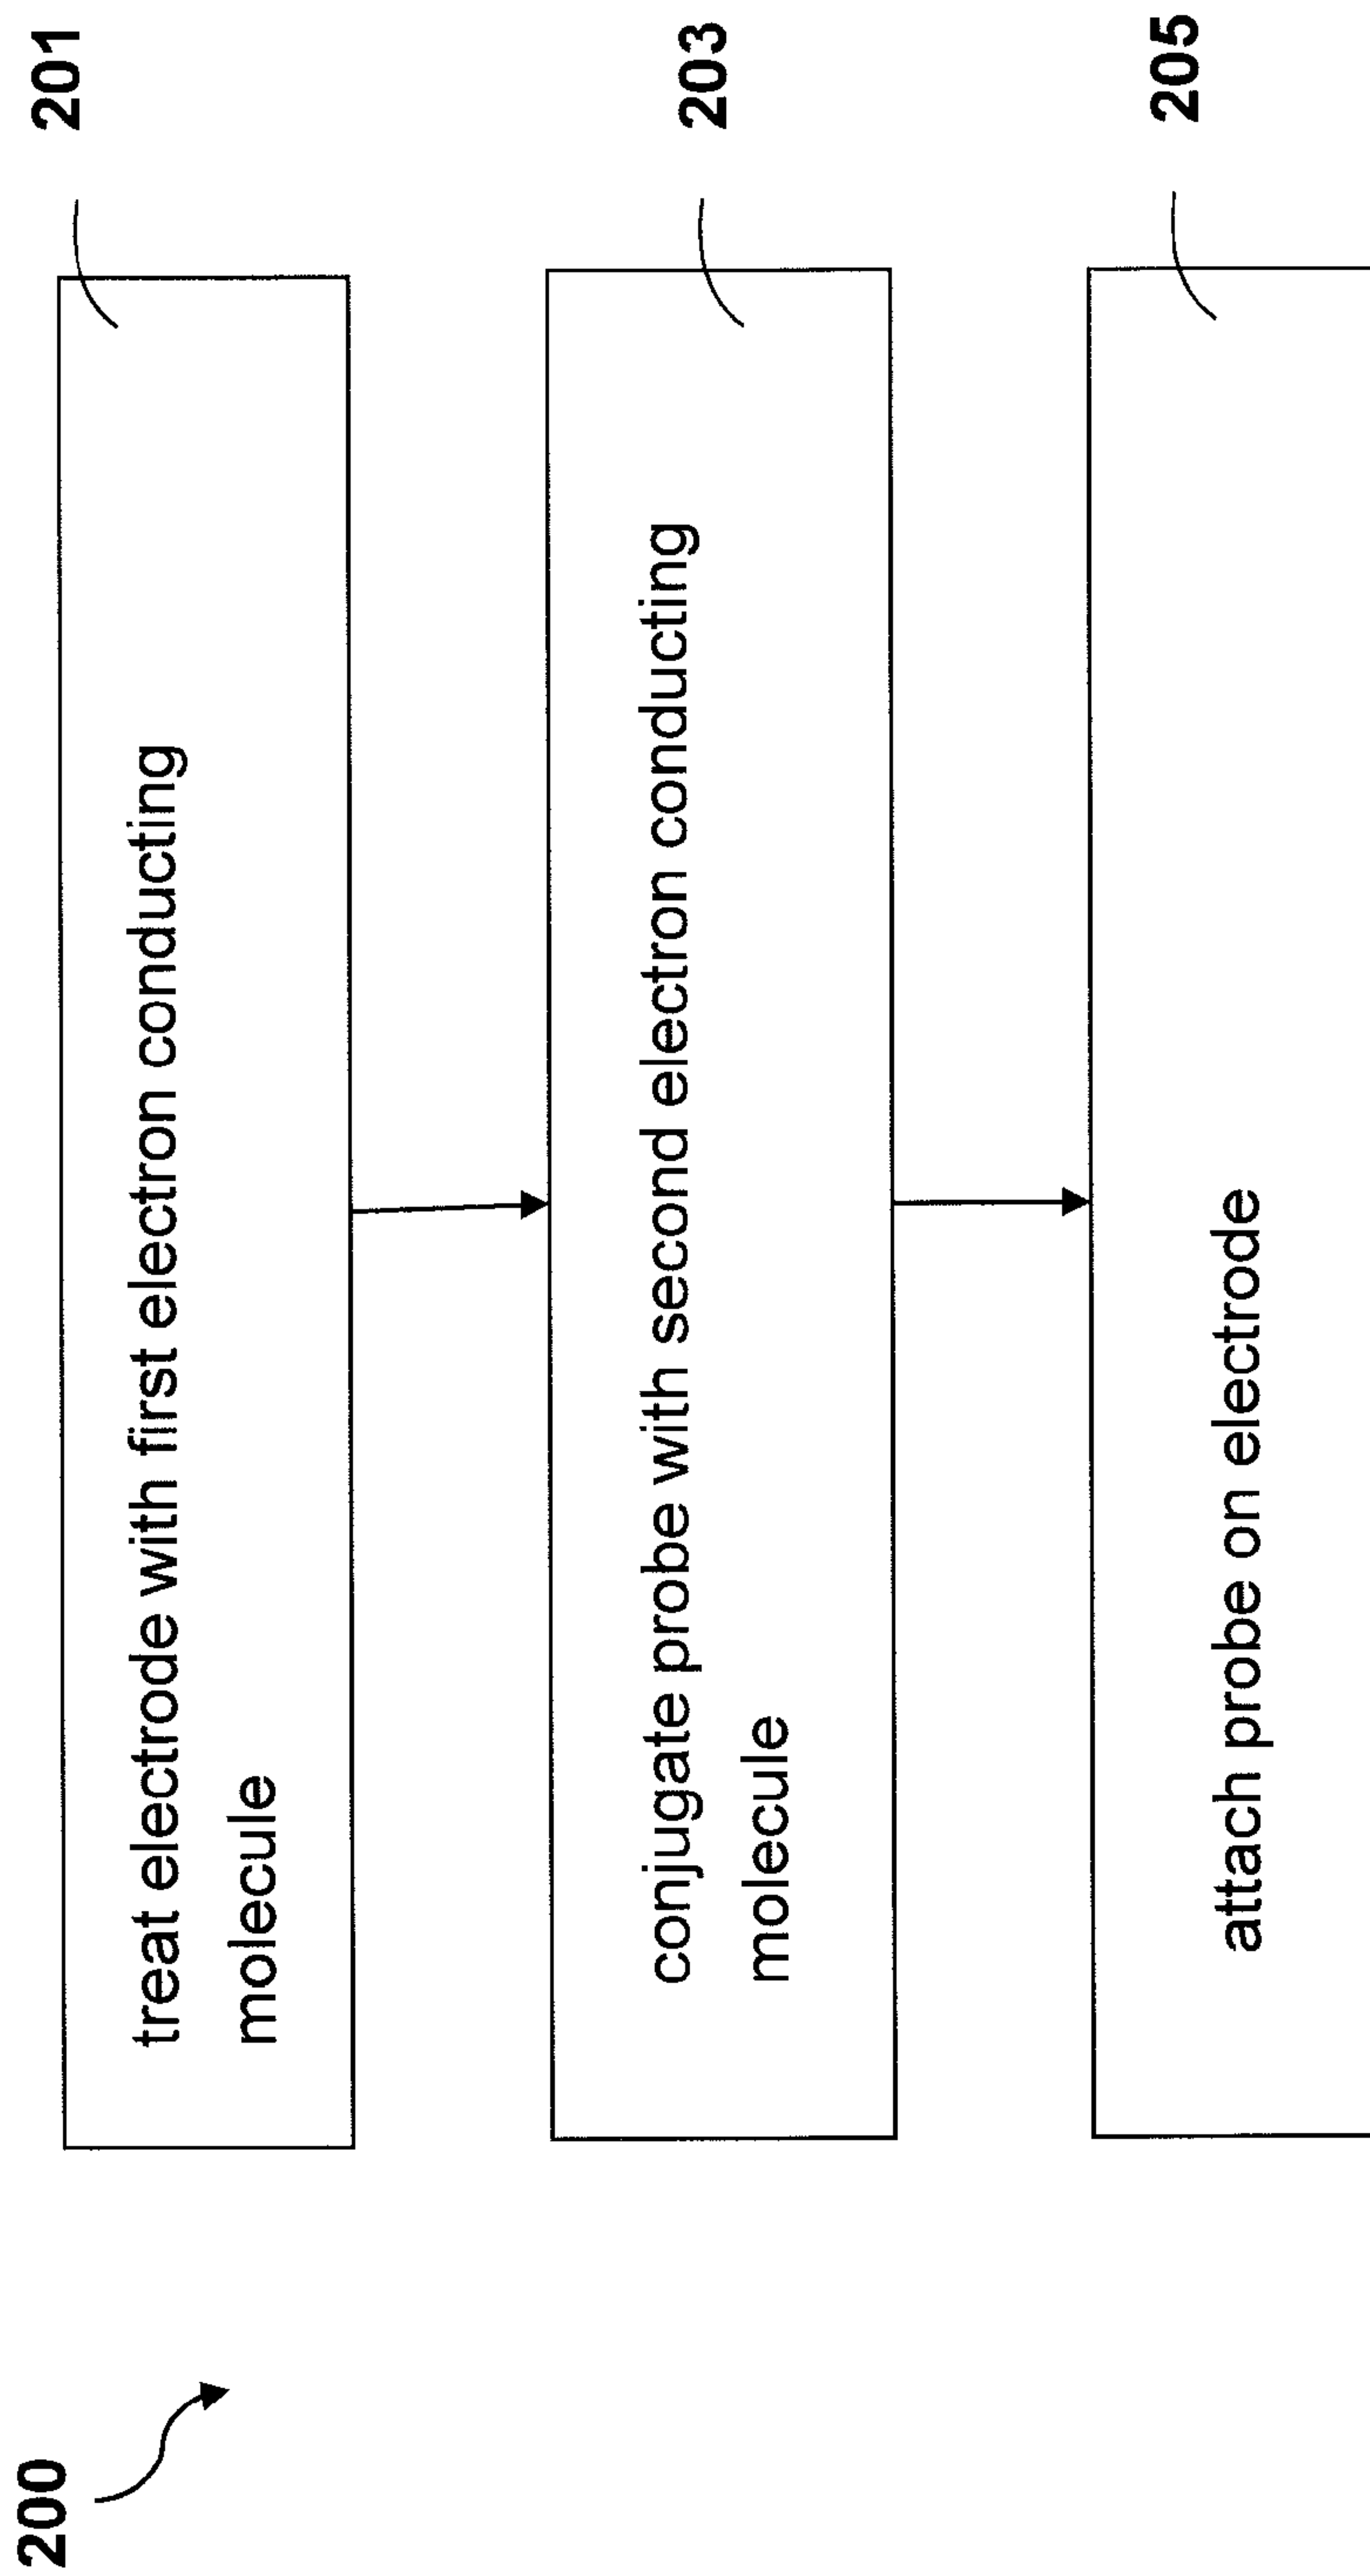 200
201
treat electrode with first electron conducting
molecule
203
conjugate probe with second electron conducting
molecule
205
attach probe on electrode